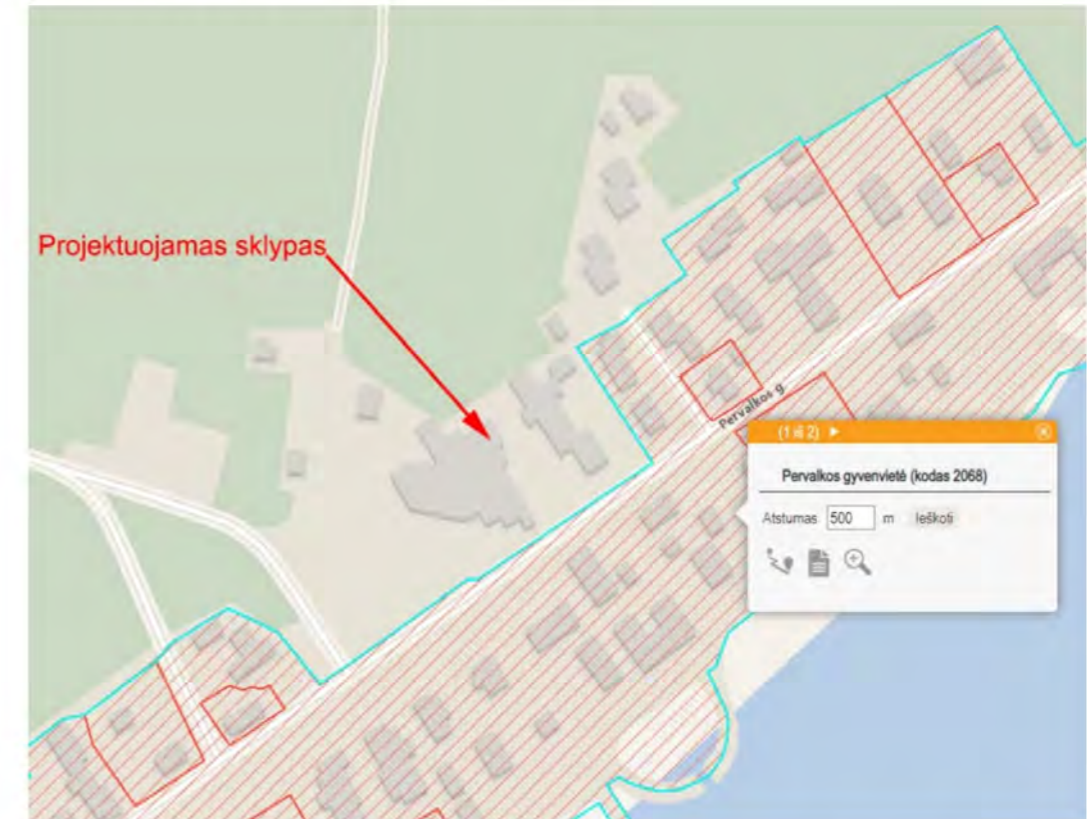 Projektuojamas sklypas
Pervalkos g.
(1 iš 2)
Pervalkos gyvenvietė (kodas 2068)
Atstumas 500 m Ieškoti